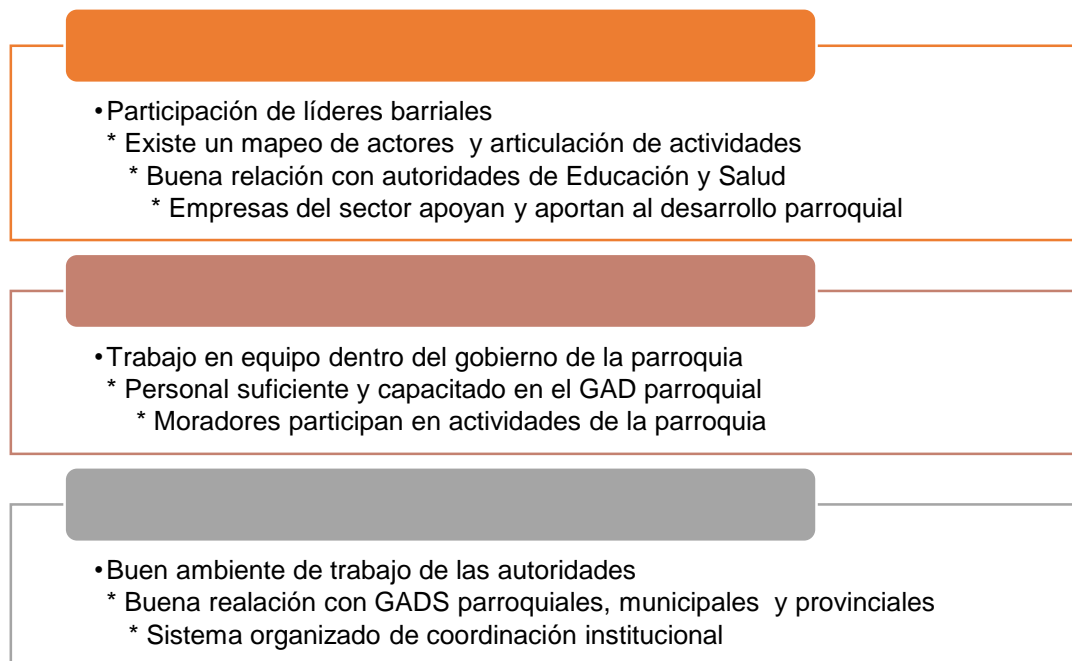 •Participación de líderes barriales
* Existe un mapeo de actores y articulación de actividades
* Buena relación con autoridades de Educación y Salud
* Empresas del sector apoyan y aportan al desarrollo parroquial
•Trabajo en equipo dentro del gobierno de la parroquia
* Personal suficiente y capacitado en el GAD parroquial
* Moradores participan en actividades de la parroquia
•Buen ambiente de trabajo de las autoridades
* Buena realación con GADS parroquiales, municipales y provinciales
* Sistema organizado de coordinación institucional